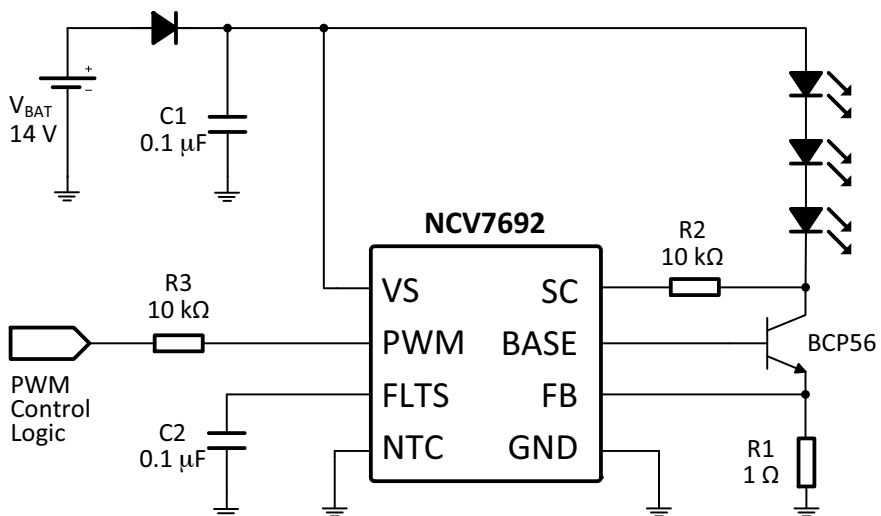 +
−
V_BAT
14 V
C1
0.1 μF
NCV7692
R2
10 kΩ
R3
10 kΩ
VS
SC
PWM
BASE
BCP56
FLTS
FB
PWM
Control
Logic
C2
0.1 μF
NTC
GND
R1
1 Ω